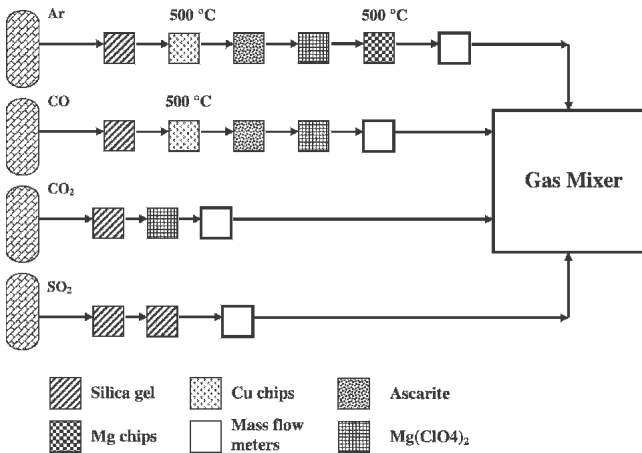 Ar
500 °C
500 °C
CO
500 °C
CO₂
Gas Mixer
SO₂
Silica gel
Cu chips
Ascarite
Mg chips
Mass flow
meters
Mg(ClO4)₂